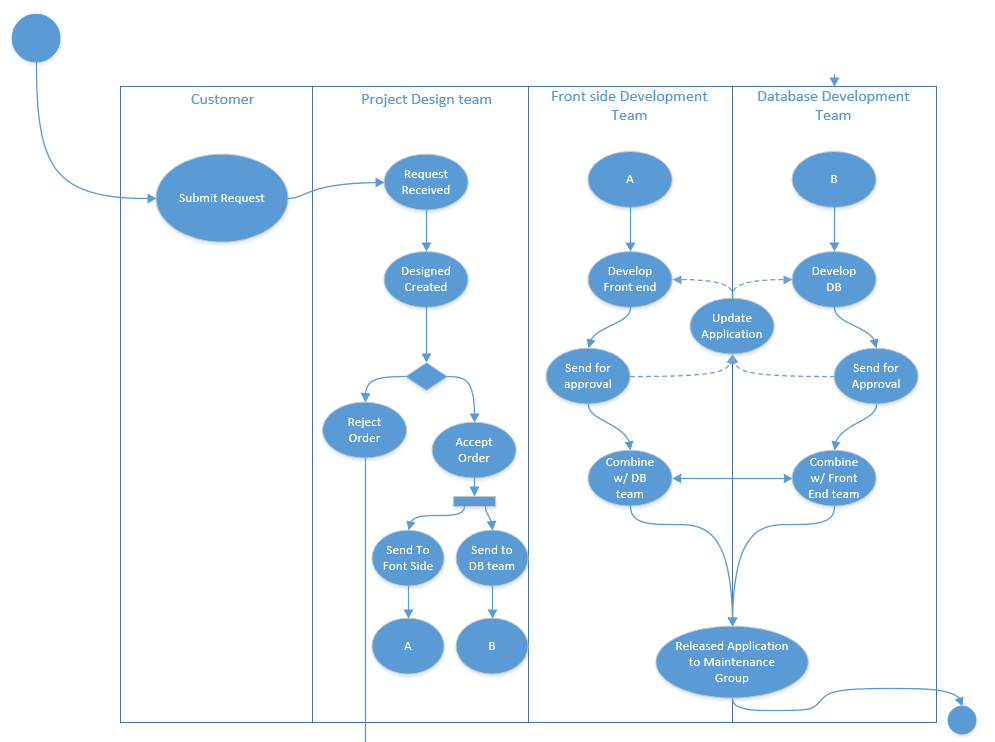 Customer
Project Design team
Front side Development
Team
Database Development
Team
Submit Request
Request
Received
Designed
Created
Reject
Order
Accept
Order
Send To
Font Side
Send to
DB team
A
B
A
Develop
Front end
Send for
approval
Combine
w/ DB
team
Update
Application
B
Develop
DB
Send for
Approval
Combine
w/ Front
End team
Released Application
to Maintenance
Group